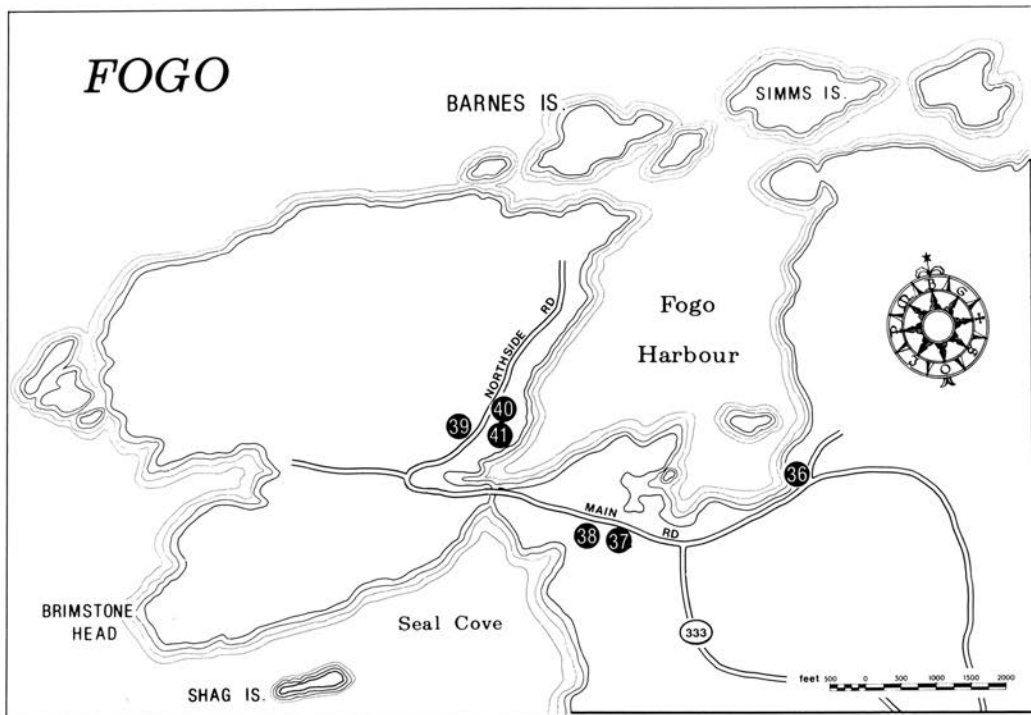 FOGO
BARNES IS.
SIMMS IS.
Fogo
Harbour
NORTHSIDE RD
40
39
41
36
MAIN RD
38
37
BRIMSTONE
HEAD
Seal Cove
333
SHAG IS.
feet 500 0 500 1000 1500 2000